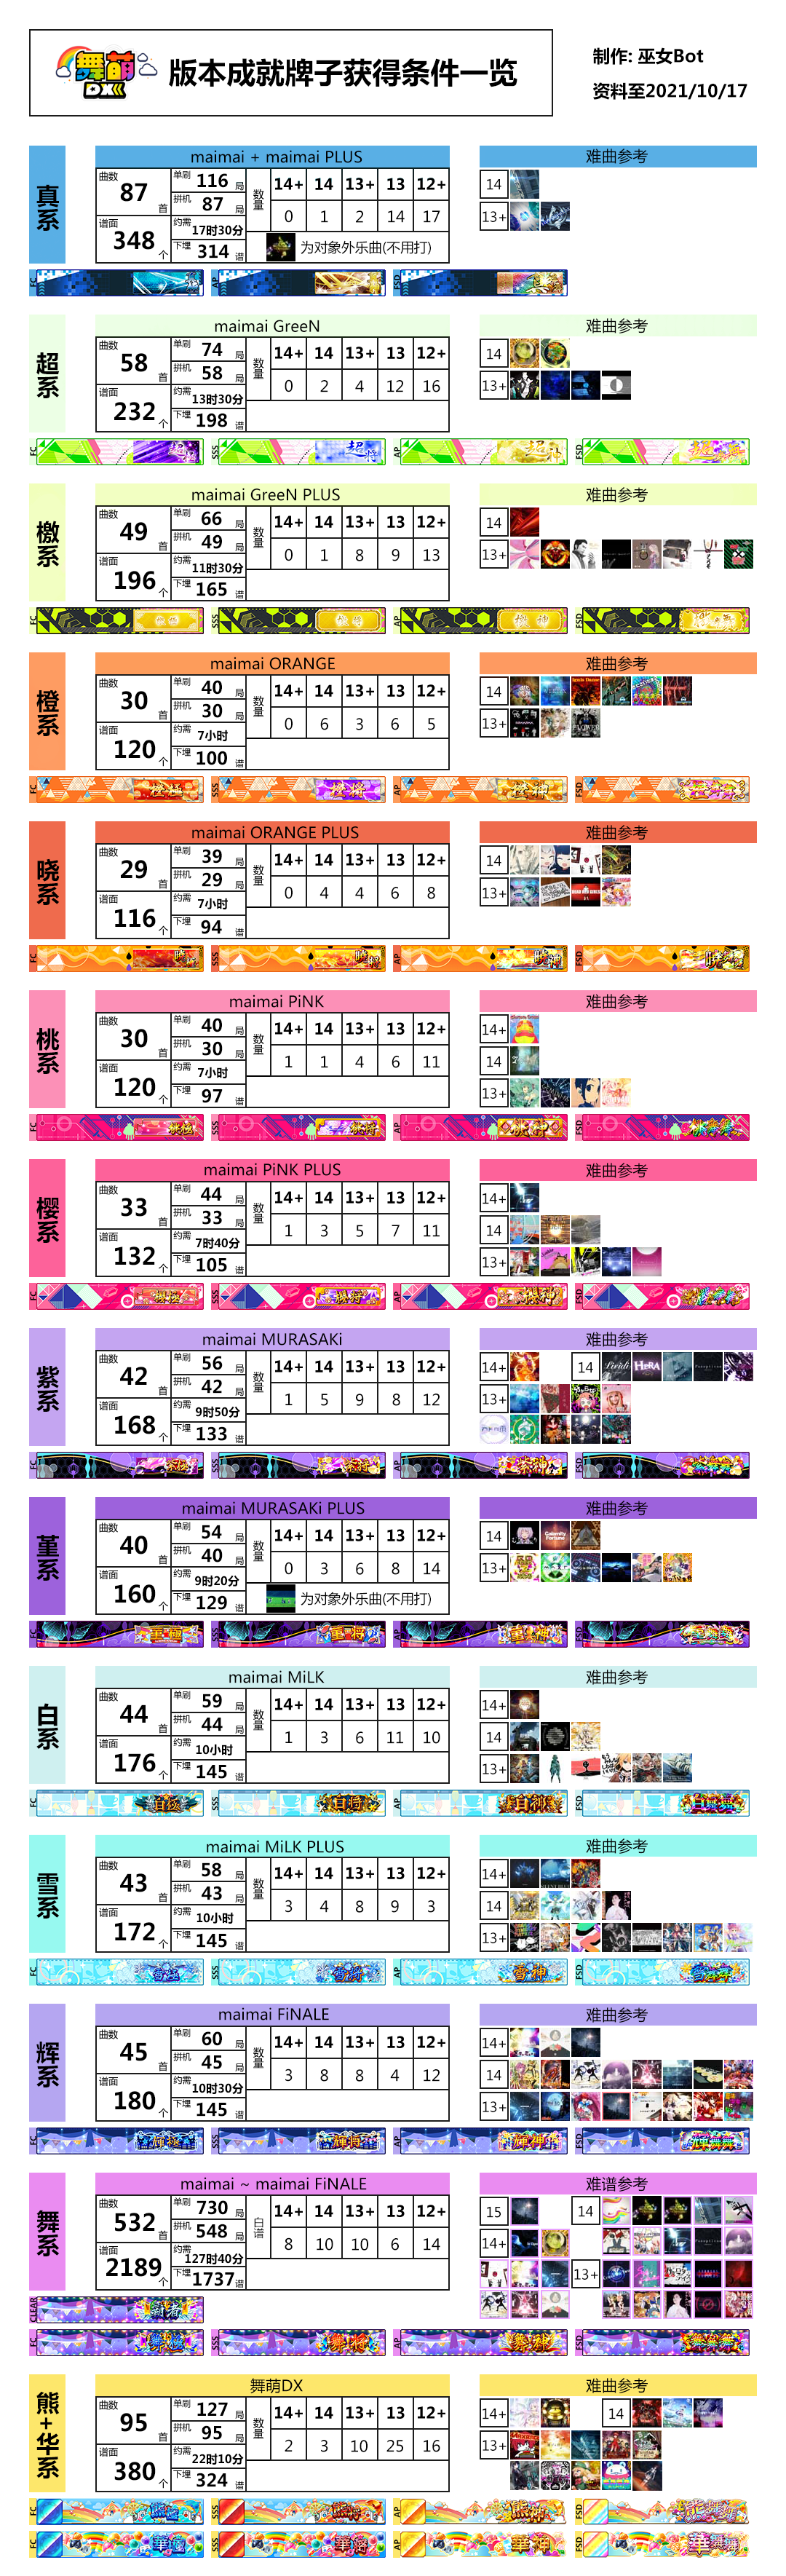 舞萌
DX
版本成就牌子获得条件一览
制作: 巫女Bot
资料至2021/10/17
真系
maimai + maimai PLUS
曲数 87 首
谱面 348 个
单刷 116 局
拼机 87 局
约需 17时30分
下埋 314 谱
数量
14+ 14 13+ 13 12+
0 1 2 14 17
为对象外乐曲(不用打)
难曲参考
14
13+
FC AP FSD
超系
maimai GreeN
曲数 58 首
谱面 232 个
单刷 74 局
拼机 58 局
约需 13时30分
下埋 198 谱
数量
14+ 14 13+ 13 12+
0 2 4 12 16
难曲参考
14
13+
FC SSS AP FSD
檄系
maimai GreeN PLUS
曲数 49 首
谱面 196 个
单刷 66 局
拼机 49 局
约需 11时30分
下埋 165 谱
数量
14+ 14 13+ 13 12+
0 1 8 9 13
难曲参考
14
13+
FC SSS AP FSD
橙系
maimai ORANGE
曲数 30 首
谱面 120 个
单刷 40 局
拼机 30 局
约需 7小时
下埋 100 谱
数量
14+ 14 13+ 13 12+
0 6 3 6 5
难曲参考
14
13+
FC 橙極 SSS 橙将 AP 橙神 FSD
晓系
maimai ORANGE PLUS
曲数 29 首
谱面 116 个
单刷 39 局
拼机 29 局
约需 7小时
下埋 94 谱
数量
14+ 14 13+ 13 12+
0 4 4 6 8
难曲参考
14
13+
FC SSS AP FSD
桃系
maimai PiNK
曲数 30 首
谱面 120 个
单刷 40 局
拼机 30 局
约需 7小时
下埋 97 谱
数量
14+ 14 13+ 13 12+
1 1 4 6 11
难曲参考
14+
14
13+
FC SSS AP FSD
樱系
maimai PiNK PLUS
曲数 33 首
谱面 132 个
单刷 44 局
拼机 33 局
约需 7时40分
下埋 105 谱
数量
14+ 14 13+ 13 12+
1 3 5 7 11
难曲参考
14+
14
13+
FC SSS AP FSD
紫系
maimai MURASAKi
曲数 42 首
谱面 168 个
单刷 56 局
拼机 42 局
约需 9时50分
下埋 133 谱
数量
14+ 14 13+ 13 12+
1 5 9 8 12
难曲参考
14+ 14
13+
FC SSS AP FSD
堇系
maimai MURASAKi PLUS
曲数 40 首
谱面 160 个
单刷 54 局
拼机 40 局
约需 9时20分
下埋 129 谱
数量
14+ 14 13+ 13 12+
0 3 6 8 14
为对象外乐曲(不用打)
难曲参考
14
13+
FC SSS AP FSD
白系
maimai MiLK
曲数 44 首
谱面 176 个
单刷 59 局
拼机 44 局
约需 10小时
下埋 145 谱
数量
14+ 14 13+ 13 12+
1 3 6 11 10
难曲参考
14+
14
13+
FC SSS AP FSD
雪系
maimai MiLK PLUS
曲数 43 首
谱面 172 个
单刷 58 局
拼机 43 局
约需 10小时
下埋 145 谱
数量
14+ 14 13+ 13 12+
3 4 8 9 3
难曲参考
14+
14
13+
FC SSS AP 雪神 FSD
辉系
maimai FiNALE
曲数 45 首
谱面 180 个
单刷 60 局
拼机 45 局
约需 10时30分
下埋 145 谱
数量
14+ 14 13+ 13 12+
3 8 8 4 12
难曲参考
14+
14
13+
FC SSS AP FSD
舞系
maimai ~ maimai FiNALE
曲数 532 首
谱面 2189 个
单刷 730 局
拼机 548 局
约需 127时40分
下埋 1737 谱
白谱
14+ 14 13+ 13 12+
8 10 10 6 14
难谱参考
15 14
14+
13+
CLEAR 覇者
FC SSS AP FSD
熊+华系
舞萌DX
曲数 95 首
谱面 380 个
单刷 127 局
拼机 95 局
约需 22时10分
下埋 324 谱
数量
14+ 14 13+ 13 12+
2 3 10 25 16
难曲参考
14+ 14
13+
FC 熊極 SSS 熊将 AP 熊神 FSD
FC 華極 SSS 華将 AP 華神 FSD 華舞舞